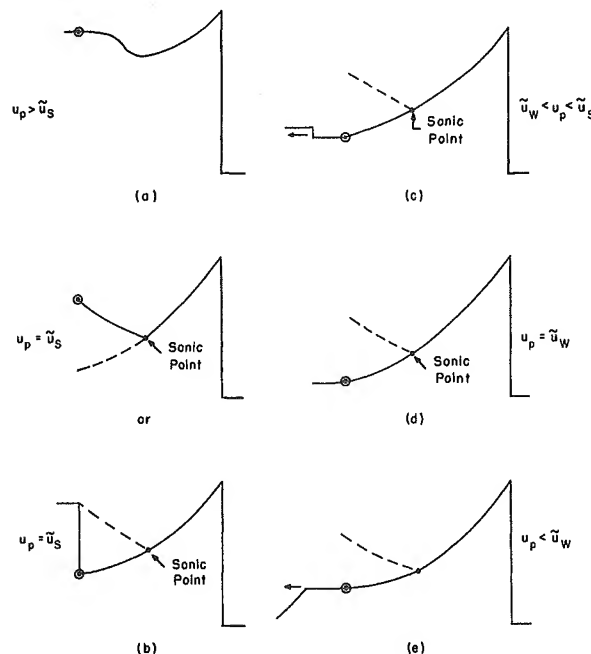 u_p > ũ_S
(a)
Sonic
Point
ũ_W < u_p < ũ_S
(c)
u_p = ũ_S
Sonic
Point
or
u_p = ũ_W
Sonic
Point
(d)
u_p = ũ_S
Sonic
Point
(b)
u_p < ũ_W
(e)